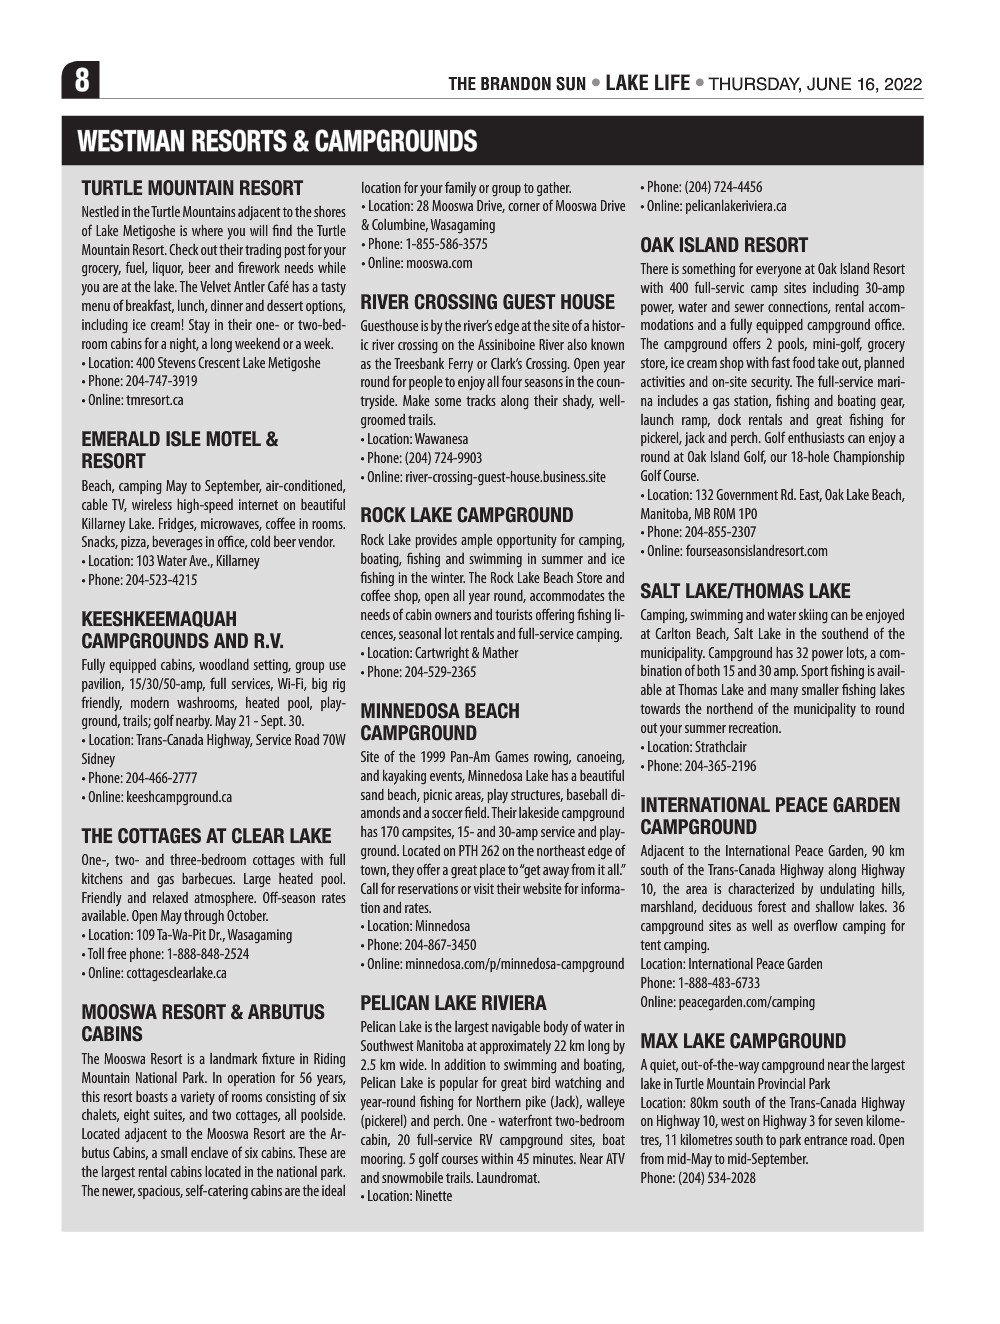 8
THE BRANDON SUN • LAKE LIFE • THURSDAY, JUNE 16, 2022
WESTMAN RESORTS & CAMPGROUNDS
TURTLE MOUNTAIN RESORT
Nestled in the Turtle Mountains adjacent to the shores
of Lake Metigoshe is where you will find the Turtle
Mountain Resort. Check out their trading post for your
grocery, fuel, liquor, beer and firework needs while
you are at the lake. The Velvet Antler Café has a tasty
menu of breakfast, lunch, dinner and dessert options,
including ice cream! Stay in their one- or two-bed-
room cabins for a night, a long weekend or a week.
• Location: 400 Stevens Crescent Lake Metigoshe
• Phone: 204-747-3919
• Online: tmresort.ca
EMERALD ISLE MOTEL &
RESORT
Beach, camping May to September, air-conditioned,
cable TV, wireless high-speed internet on beautiful
Killarney Lake. Fridges, microwaves, coffee in rooms.
Snacks, pizza, beverages in office, cold beer vendor.
• Location: 103 Water Ave., Killarney
• Phone: 204-523-4215
KEESHKEEMAQUAH
CAMPGROUNDS AND R.V.
Fully equipped cabins, woodland setting, group use
pavilion, 15/30/50-amp, full services, Wi-Fi, big rig
friendly, modern washrooms, heated pool, play-
ground, trails; golf nearby. May 21 - Sept. 30.
• Location: Trans-Canada Highway, Service Road 70W
Sidney
• Phone: 204-466-2777
• Online: keeshcampground.ca
THE COTTAGES AT CLEAR LAKE
One-, two- and three-bedroom cottages with full
kitchens and gas barbecues. Large heated pool.
Friendly and relaxed atmosphere. Off-season rates
available. Open May through October.
• Location: 109 Ta-Wa-Pit Dr., Wasagaming
• Toll free phone: 1-888-848-2524
• Online: cottagesclearlake.ca
MOOSWA RESORT & ARBUTUS
CABINS
The Mooswa Resort is a landmark fixture in Riding
Mountain National Park. In operation for 56 years,
this resort boasts a variety of rooms consisting of six
chalets, eight suites, and two cottages, all poolside.
Located adjacent to the Mooswa Resort are the Ar-
butus Cabins, a small enclave of six cabins. These are
the largest rental cabins located in the national park.
The newer, spacious, self-catering cabins are the ideal
location for your family or group to gather.
• Location: 28 Mooswa Drive, corner of Mooswa Drive
& Columbine, Wasagaming
• Phone: 1-855-586-3575
• Online: mooswa.com
RIVER CROSSING GUEST HOUSE
Guesthouse is by the river's edge at the site of a histor-
ic river crossing on the Assiniboine River also known
as the Treesbank Ferry or Clark's Crossing. Open year
round for people to enjoy all four seasons in the coun-
tryside. Make some tracks along their shady, well-
groomed trails.
• Location: Wawanesa
• Phone: (204) 724-9903
• Online: river-crossing-guest-house.business.site
ROCK LAKE CAMPGROUND
Rock Lake provides ample opportunity for camping,
boating, fishing and swimming in summer and ice
fishing in the winter. The Rock Lake Beach Store and
coffee shop, open all year round, accommodates the
needs of cabin owners and tourists offering fishing li-
cences, seasonal lot rentals and full-service camping.
• Location: Cartwright & Mather
• Phone: 204-529-2365
MINNEDOSA BEACH
CAMPGROUND
Site of the 1999 Pan-Am Games rowing, canoeing,
and kayaking events, Minnedosa Lake has a beautiful
sand beach, picnic areas, play structures, baseball di-
amonds and a soccer field. Their lakeside campground
has 170 campsites, 15- and 30-amp service and play-
ground. Located on PTH 262 on the northeast edge of
town, they offer a great place to “get away from it all.”
Call for reservations or visit their website for informa-
tion and rates.
• Location: Minnedosa
• Phone: 204-867-3450
• Online: minnedosa.com/p/minnedosa-campground
PELICAN LAKE RIVIERA
Pelican Lake is the largest navigable body of water in
Southwest Manitoba at approximately 22 km long by
2.5 km wide. In addition to swimming and boating,
Pelican Lake is popular for great bird watching and
year-round fishing for Northern pike (Jack), walleye
(pickerel) and perch. One - waterfront two-bedroom
cabin, 20 full-service RV campground sites, boat
mooring. 5 golf courses within 45 minutes. Near ATV
and snowmobile trails. Laundromat.
• Location: Ninette
• Phone: (204) 724-4456
• Online: pelicanlakeriviera.ca
OAK ISLAND RESORT
There is something for everyone at Oak Island Resort
with 400 full-servic camp sites including 30-amp
power, water and sewer connections, rental accom-
modations and a fully equipped campground office.
The campground offers 2 pools, mini-golf, grocery
store, ice cream shop with fast food take out, planned
activities and on-site security. The full-service mari-
na includes a gas station, fishing and boating gear,
launch ramp, dock rentals and great fishing for
pickerel, jack and perch. Golf enthusiasts can enjoy a
round at Oak Island Golf, our 18-hole Championship
Golf Course.
• Location: 132 Government Rd. East, Oak Lake Beach,
Manitoba, MB R0M 1P0
• Phone: 204-855-2307
• Online: fourseasonsislandresort.com
SALT LAKE/THOMAS LAKE
Camping, swimming and water skiing can be enjoyed
at Carlton Beach, Salt Lake in the southend of the
municipality. Campground has 32 power lots, a com-
bination of both 15 and 30 amp. Sport fishing is avail-
able at Thomas Lake and many smaller fishing lakes
towards the northend of the municipality to round
out your summer recreation.
• Location: Strathclair
• Phone: 204-365-2196
INTERNATIONAL PEACE GARDEN
CAMPGROUND
Adjacent to the International Peace Garden, 90 km
south of the Trans-Canada Highway along Highway
10, the area is characterized by undulating hills,
marshland, deciduous forest and shallow lakes. 36
campground sites as well as overflow camping for
tent camping.
Location: International Peace Garden
Phone: 1-888-483-6733
Online: peacegarden.com/camping
MAX LAKE CAMPGROUND
A quiet, out-of-the-way campground near the largest
lake in Turtle Mountain Provincial Park
Location: 80km south of the Trans-Canada Highway
on Highway 10, west on Highway 3 for seven kilome-
tres, 11 kilometres south to park entrance road. Open
from mid-May to mid-September.
Phone: (204) 534-2028